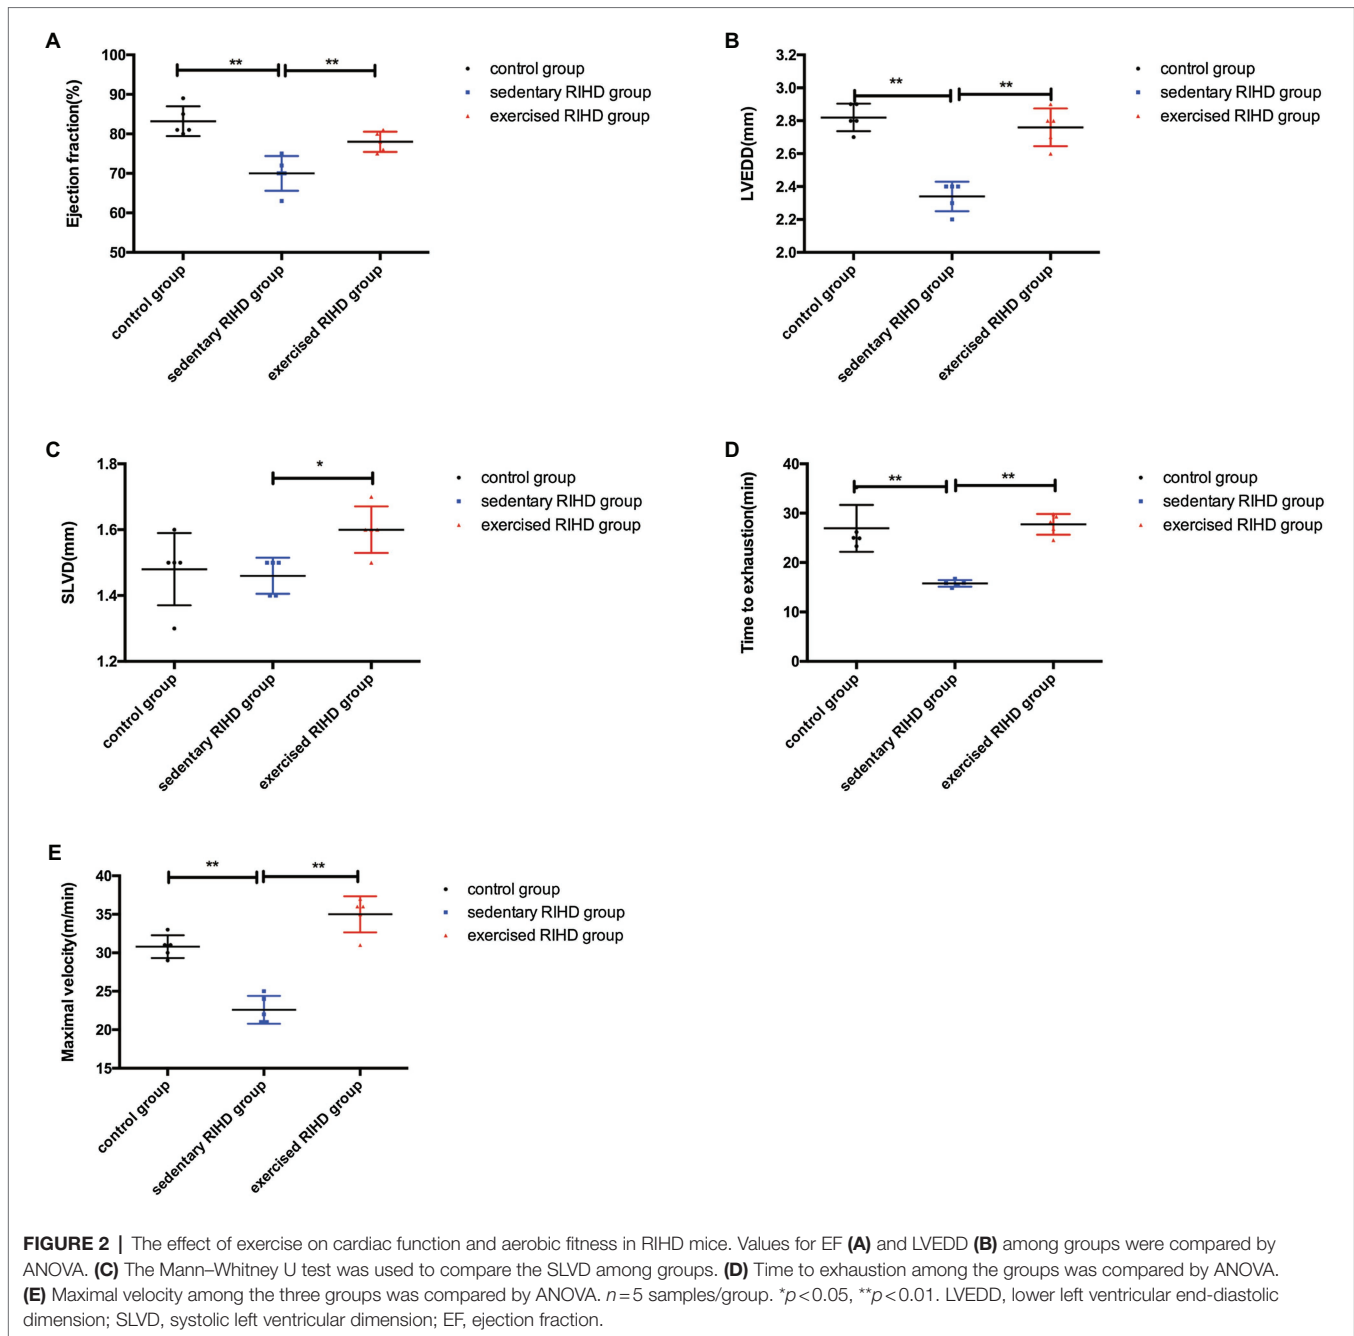 A
100
90
80
70
60
50
Ejection fraction(%)
**
**
control group
sedentary RIHD group
exercised RIHD group
control group
sedentary RIHD group
exercised RIHD group
B
3.2
3.0
2.8
2.6
2.4
2.2
2.0
LVEDD(mm)
**
**
control group
sedentary RIHD group
exercised RIHD group
control group
sedentary RIHD group
exercised RIHD group
C
1.8
1.6
1.4
1.2
SLVD(mm)
*
control group
sedentary RIHD group
exercised RIHD group
control group
sedentary RIHD group
exercised RIHD group
D
40
30
20
10
0
Time to exhaustion(min)
**
**
control group
sedentary RIHD group
exercised RIHD group
control group
sedentary RIHD group
exercised RIHD group
E
40
35
30
25
20
15
Maximal velocity(m/min)
**
**
control group
sedentary RIHD group
exercised RIHD group
control group
sedentary RIHD group
exercised RIHD group
FIGURE 2 | The effect of exercise on cardiac function and aerobic fitness in RIHD mice. Values for EF (A) and LVEDD (B) among groups were compared by
ANOVA. (C) The Mann–Whitney U test was used to compare the SLVD among groups. (D) Time to exhaustion among the groups was compared by ANOVA.
(E) Maximal velocity among the three groups was compared by ANOVA. n=5 samples/group. *p<0.05, **p<0.01. LVEDD, lower left ventricular end-diastolic
dimension; SLVD, systolic left ventricular dimension; EF, ejection fraction.